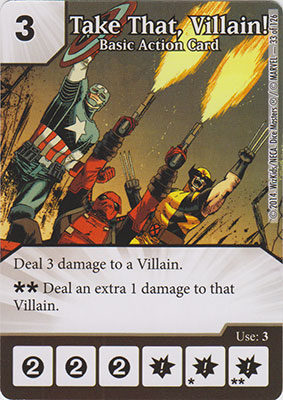 3
Take That, Villain!
Basic Action Card
© 2014 WizKids/NECA. Dice Masters © / © MARVEL — 33 of 126
Deal 3 damage to a Villain.
** Deal an extra 1 damage to that
Villain.
Use: 3
2 2 2 ! ! !
* **